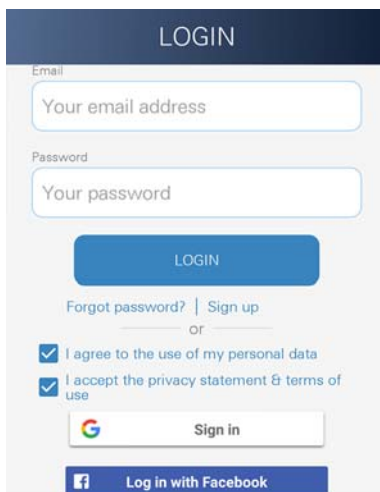 LOGIN
Email
Your email address
Password
Your password
LOGIN
Forgot password? | Sign up
or
I agree to the use of my personal data
I accept the privacy statement & terms of
use
G Sign in
f Log in with Facebook